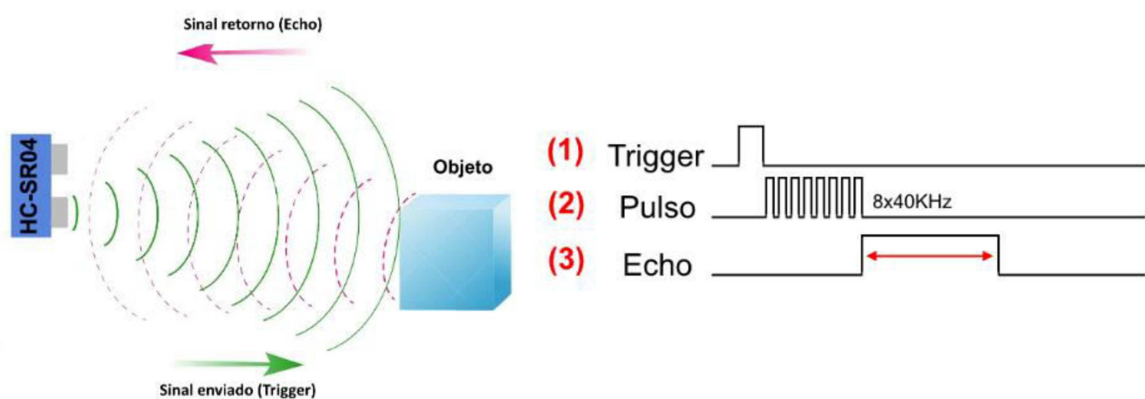 Sinal retorno (Echo)
HC-SR04
Objeto
Sinal enviado (Trigger)
(1) Trigger
(2) Pulso 8x40KHz
(3) Echo